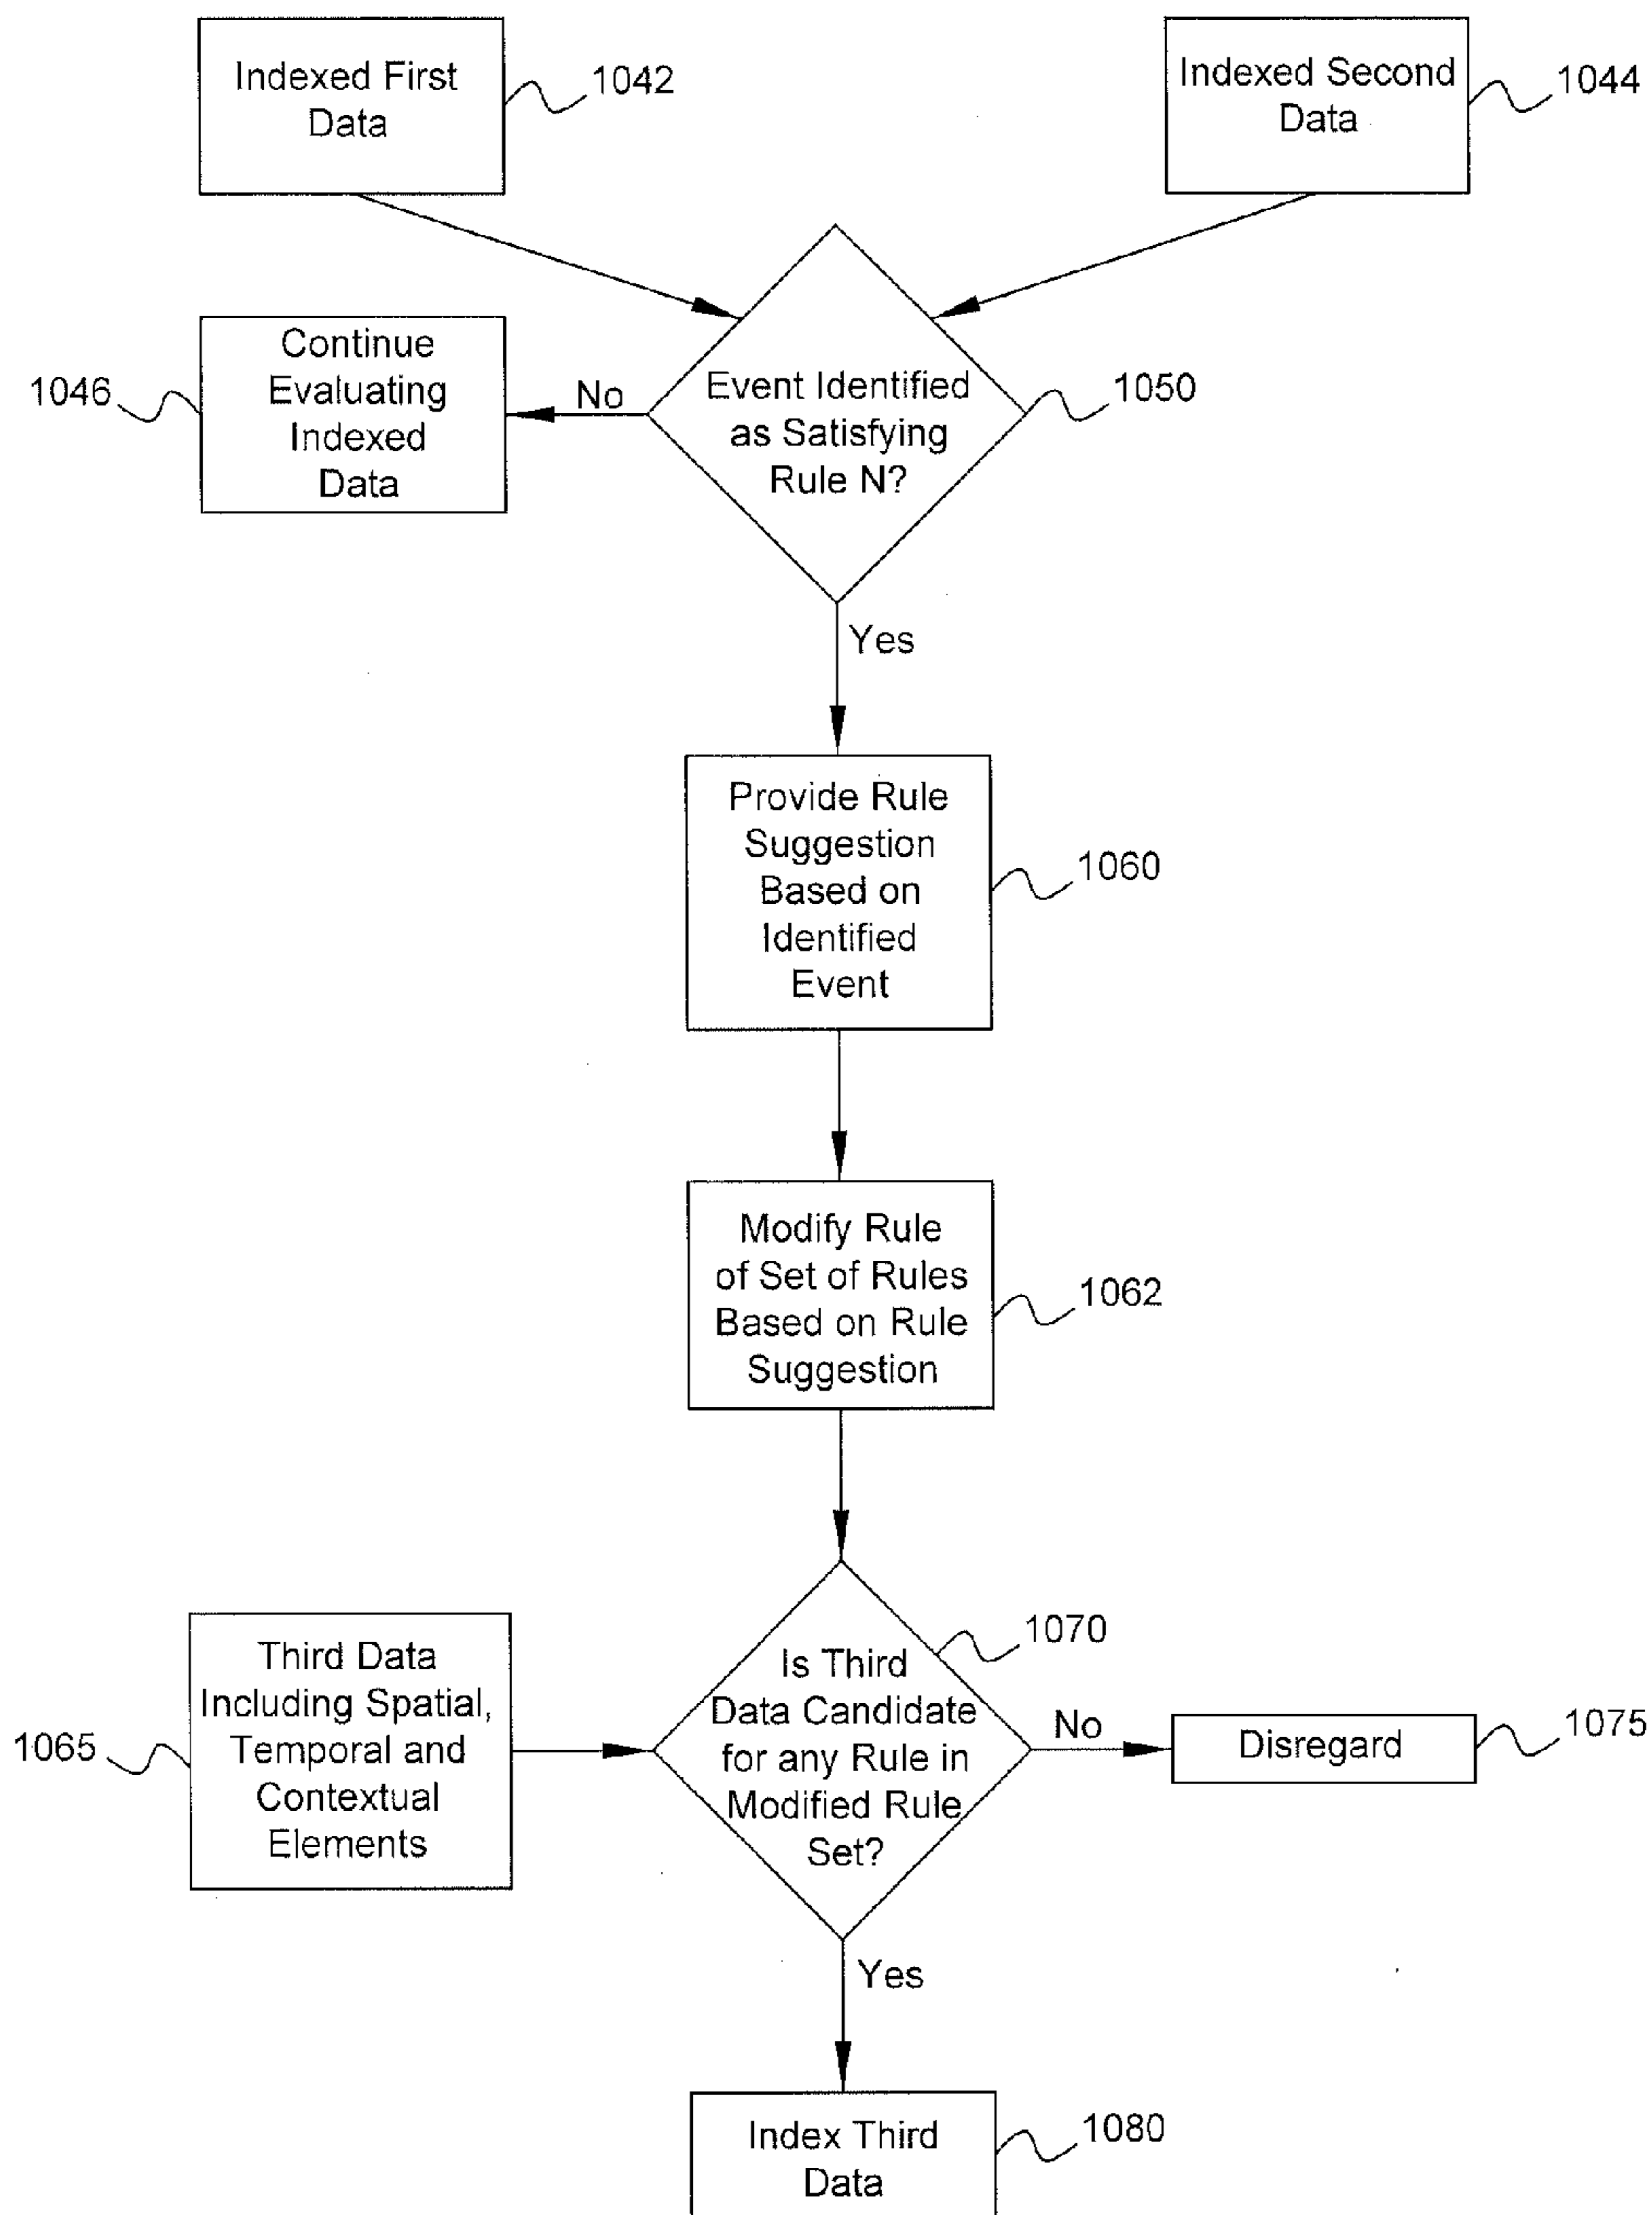 Indexed First
Data
1042
Indexed Second
Data
1044
Continue
Evaluating
Indexed
Data
1046
No
Event Identified
as Satisfying
Rule N?
1050
Yes
Provide Rule
Suggestion
Based on
Identified
Event
1060
Modify Rule
of Set of Rules
Based on Rule
Suggestion
1062
Third Data
Including Spatial,
Temporal and
Contextual
Elements
1065
Is Third
Data Candidate
for any Rule in
Modified Rule
Set?
1070
No
Disregard
1075
Yes
Index Third
Data
1080